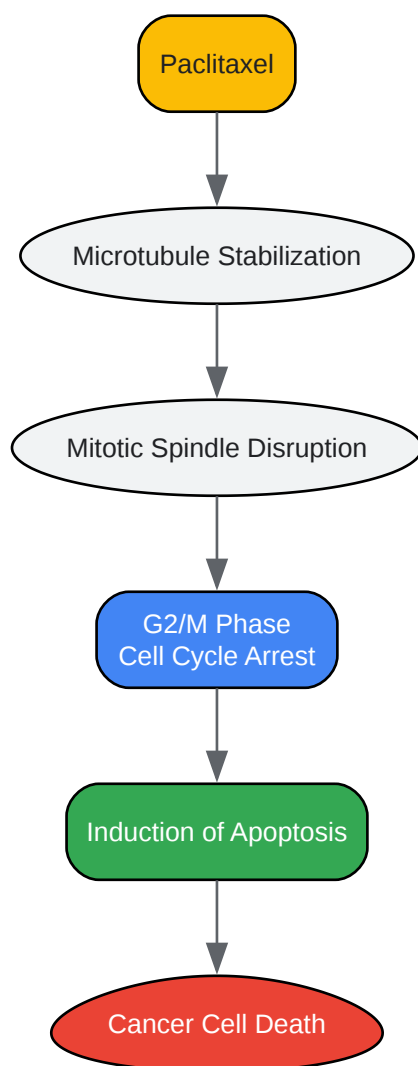 Paclitaxel
Microtubule Stabilization
Mitotic Spindle Disruption
G2/M Phase
Cell Cycle Arrest
Induction of Apoptosis
Cancer Cell Death